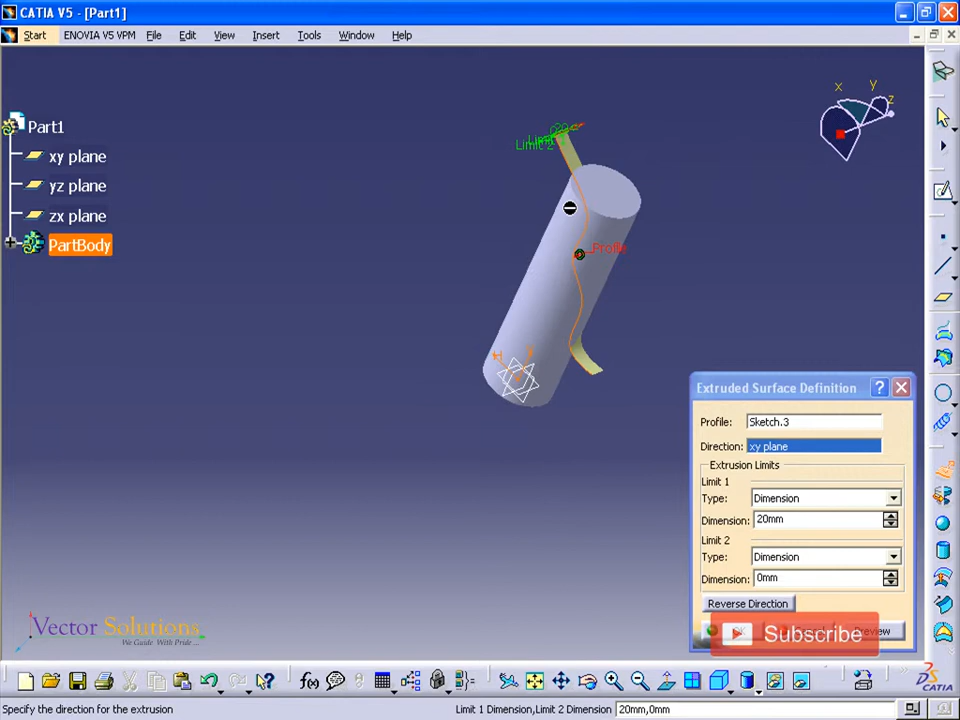 CATIA V5 - [Part1]
Start ENOVIA V5 VPM File Edit View Insert Tools Window Help
x y z
Part1
xy plane
yz plane
zx plane
PartBody
Limit 2
Profile
H
Extruded Surface Definition ?
Profile: Sketch.3
Direction: xy plane
Extrusion Limits
Limit 1
Type: Dimension
Dimension: 20mm
Limit 2
Type: Dimension
Dimension: 0mm
Reverse Direction
Subscribe
Preview
Vector Solutions
We Guide With Pride ...
f(x)
CATIA
Specify the direction for the extrusion Limit 1 Dimension,Limit 2 Dimension 20mm,0mm